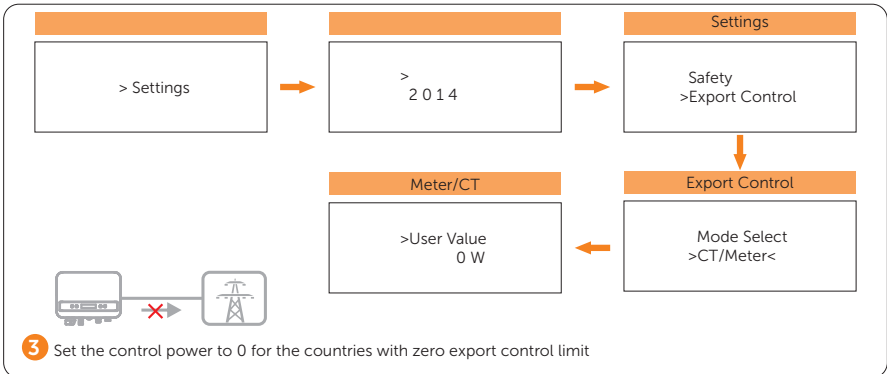 > Settings
>
2 0 1 4
Settings
Safety
>Export Control
Export Control
Mode Select
>CT/Meter<
Meter/CT
>User Value
0 W
3 Set the control power to 0 for the countries with zero export control limit